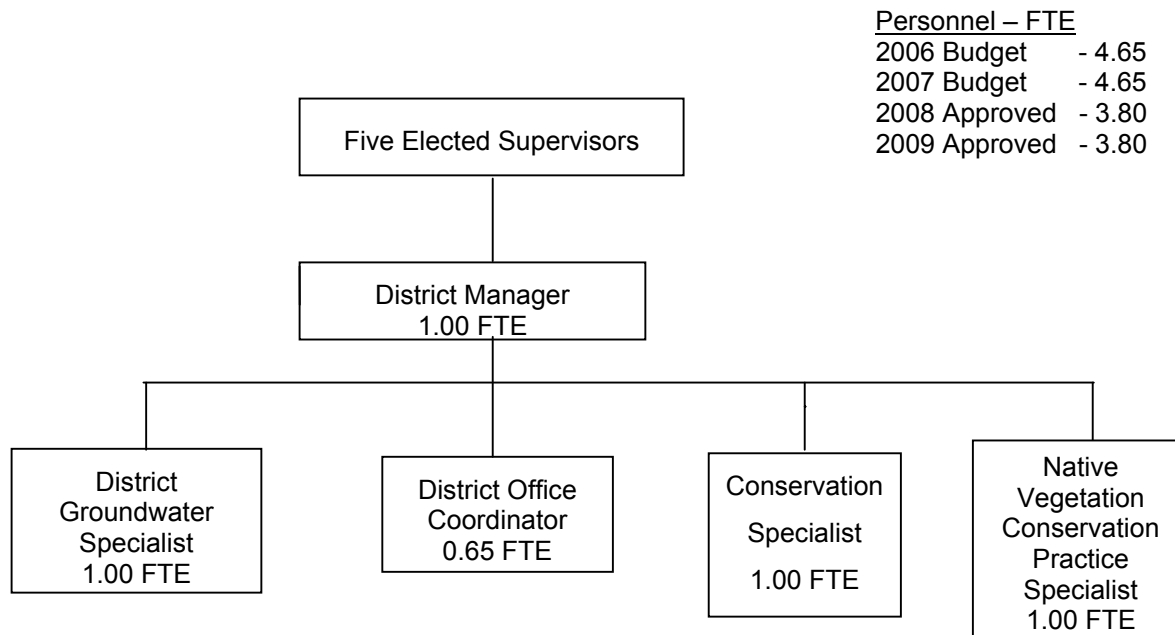 Personnel – FTE
2006 Budget - 4.65
2007 Budget - 4.65
2008 Approved - 3.80
2009 Approved - 3.80
Five Elected Supervisors
District Manager
1.00 FTE
District
Groundwater
Specialist
1.00 FTE
District Office
Coordinator
0.65 FTE
Conservation
Specialist
1.00 FTE
Native
Vegetation
Conservation
Practice
Specialist
1.00 FTE